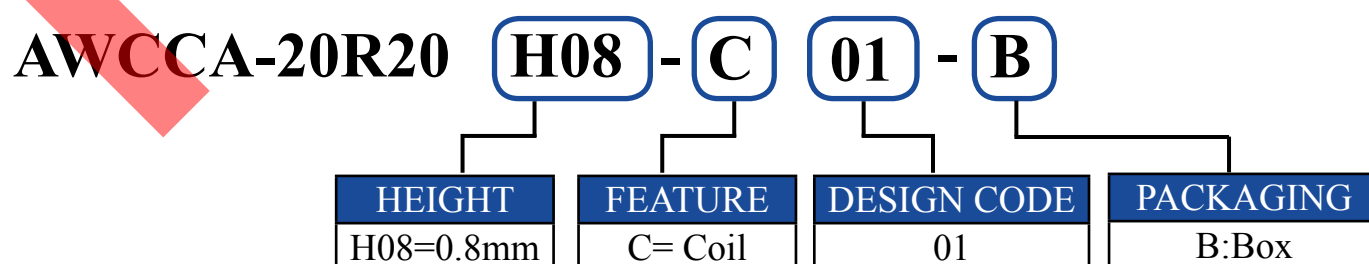 AWCCA-20R20 H08 - C 01 - B
HEIGHT FEATURE DESIGN CODE PACKAGING
H08=0.8mm C= Coil 01 B:Box